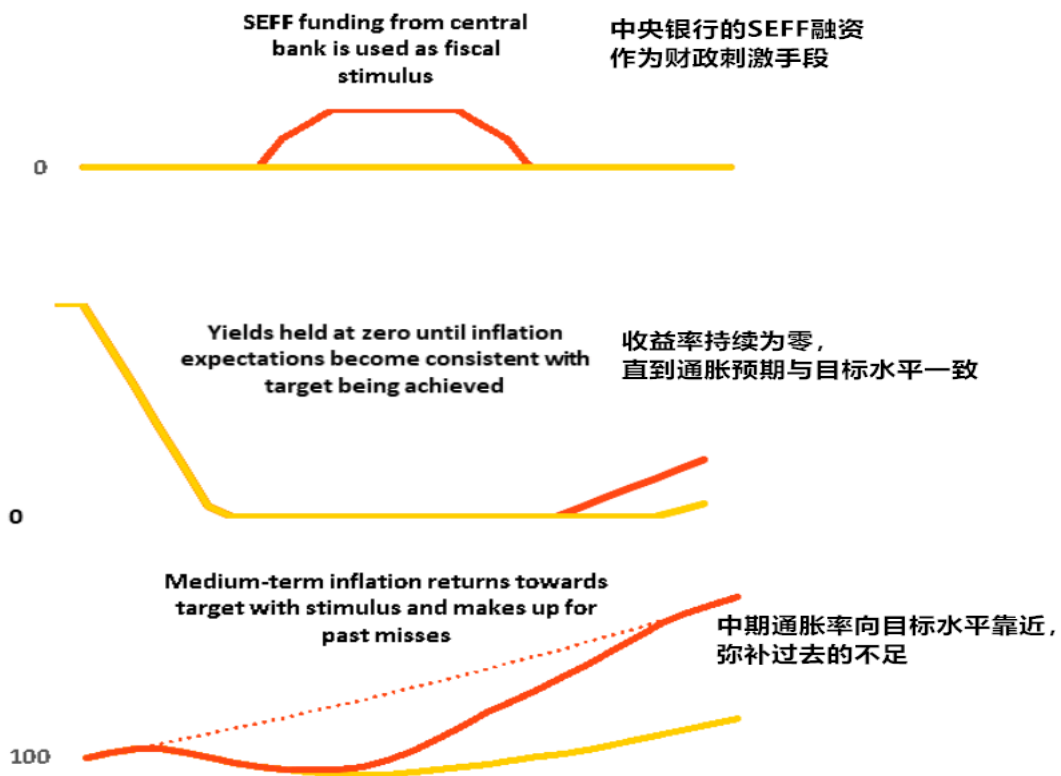 SEFF funding from central
bank is used as fiscal
stimulus
中央银行的SEFF融资
作为财政刺激手段
0
Yields held at zero until inflation
expectations become consistent with
target being achieved
收益率持续为零，
直到通胀预期与目标水平一致
0
Medium-term inflation returns towards
target with stimulus and makes up for
past misses
中期通胀率向目标水平靠近，
弥补过去的不足
100